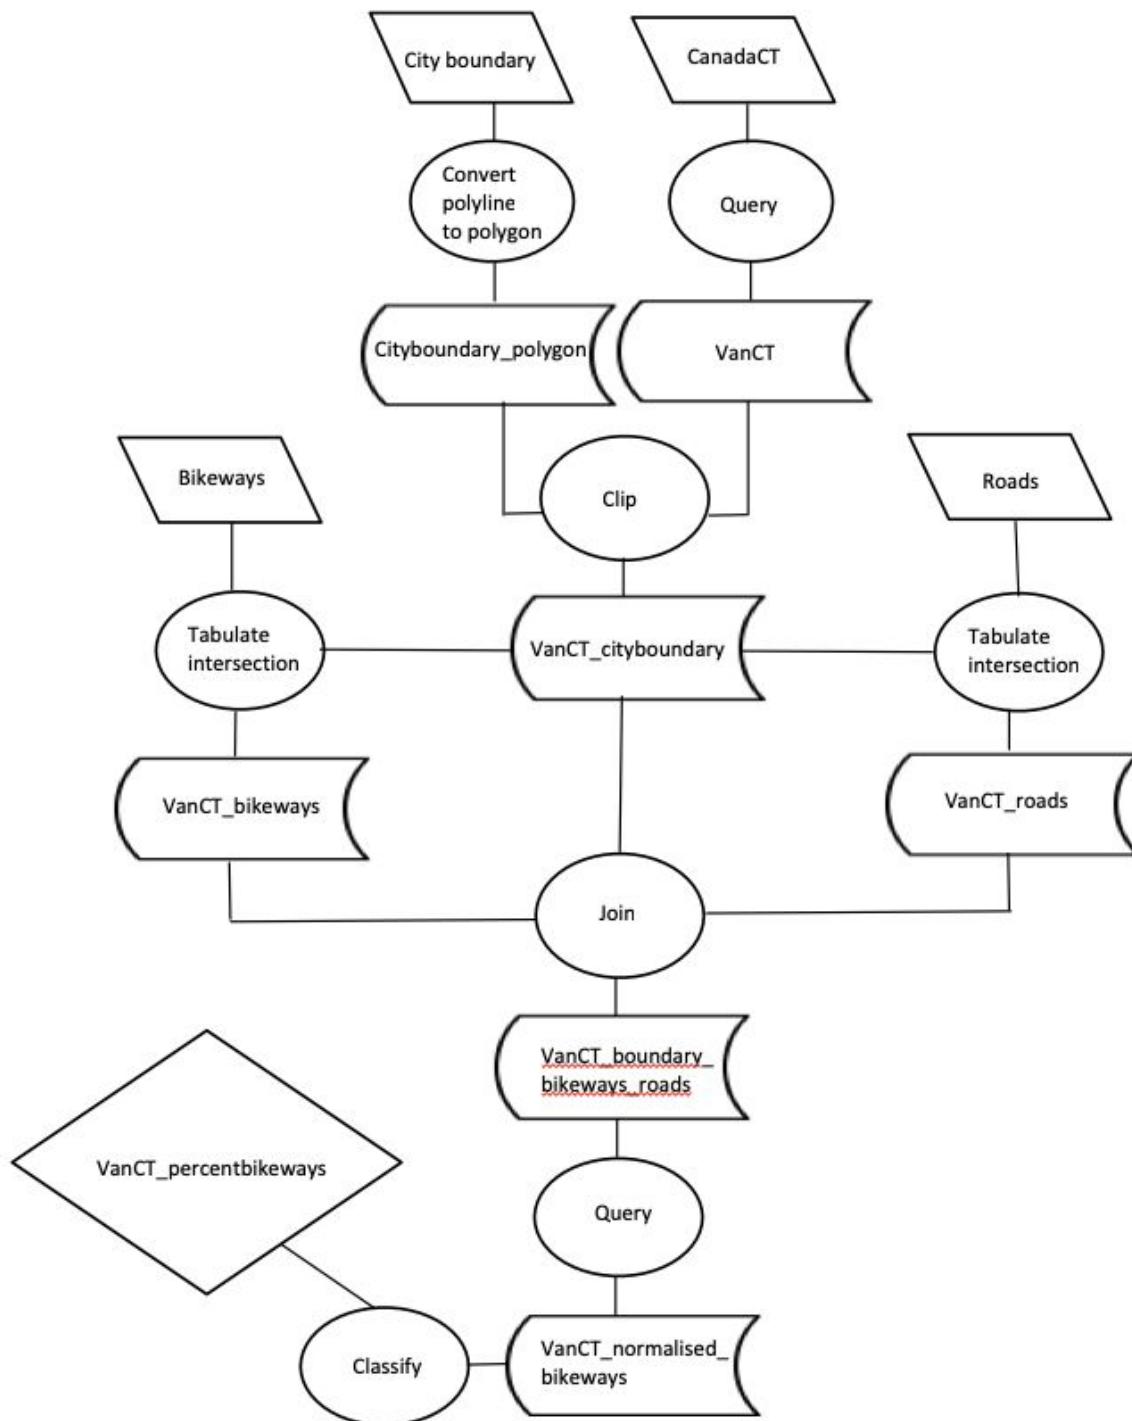 City boundary
CanadaCT
Convert
polyline
to polygon
Query
Cityboundary_polygon
VanCT
Bikeways
Clip
Roads
Tabulate
intersection
VanCT_cityboundary
Tabulate
intersection
VanCT_bikeways
VanCT_roads
Join
VanCT_boundary_
bikeways_roads
VanCT_percentbikeways
Query
Classify
VanCT_normalised_
bikeways